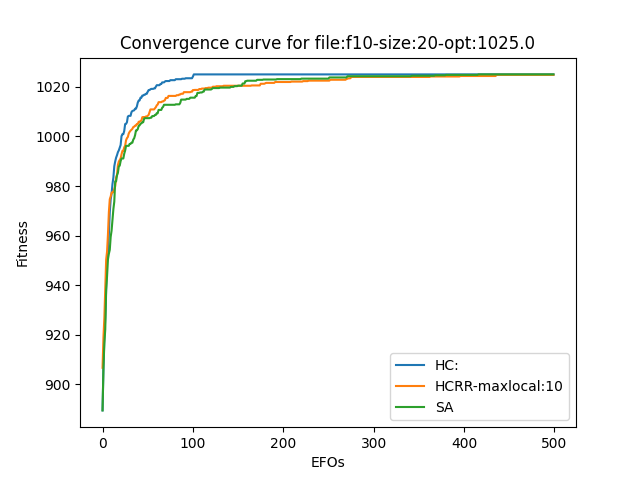 Convergence curve for file:f10-size:20-opt:1025.0
Fitness
1020
1000
980
960
940
920
900
0
100
200
300
400
500
EFOs
HC:
HCRR-maxlocal:10
SA